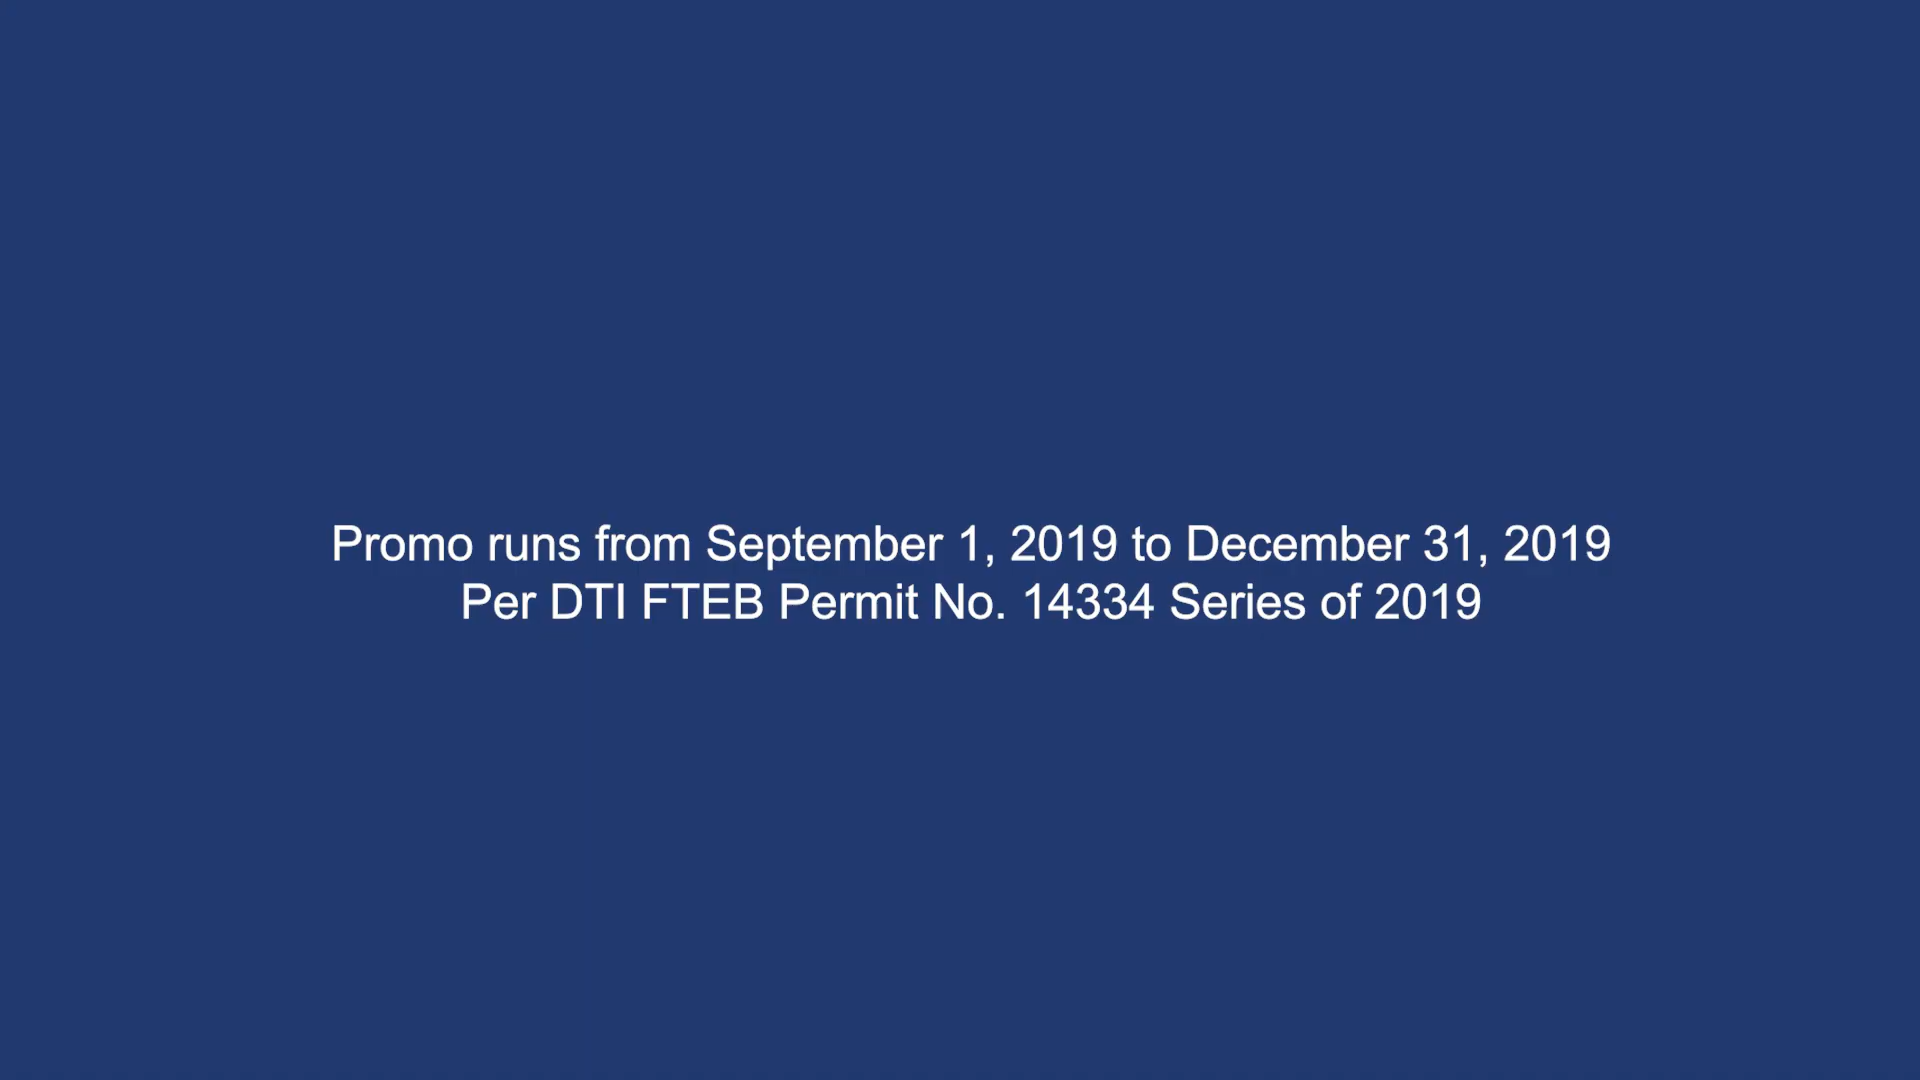 Promo runs from September 1, 2019 to December 31, 2019
Per DTI FTEB Permit No. 14334 Series of 2019